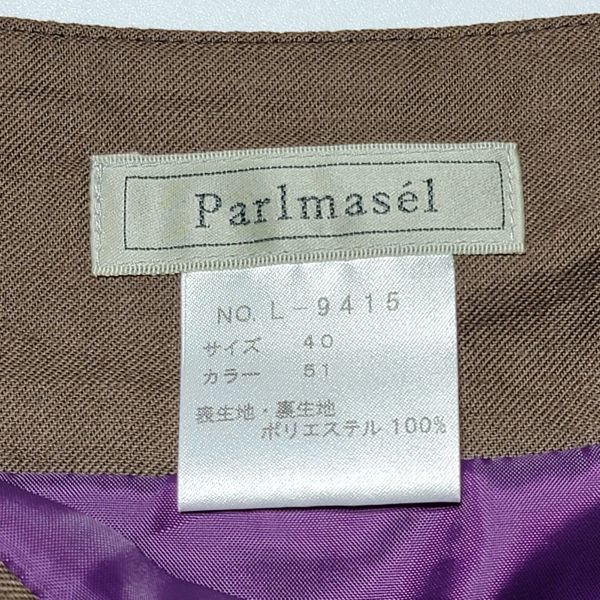 Parlmasél
NO. L-9415
サイズ 40
カラー 51
表生地・裏生地
ポリエステル 100%